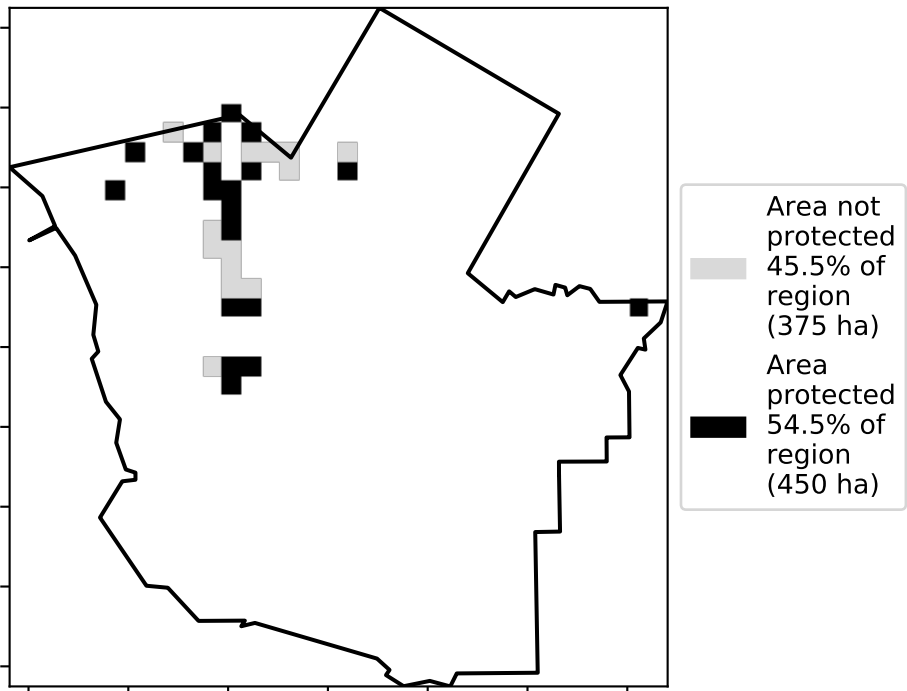 Area not
protected
45.5% of
region
(375 ha)
Area
protected
54.5% of
region
(450 ha)